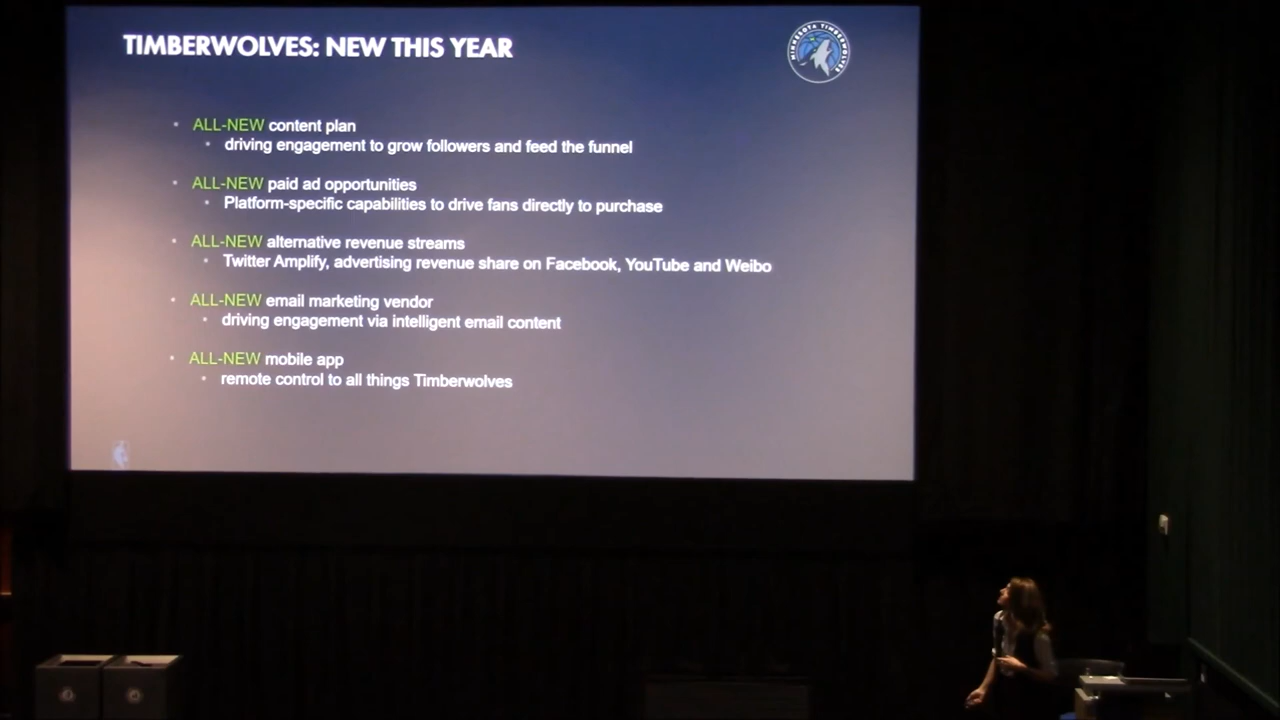 TIMBERWOLVES: NEW THIS YEAR
MINNESOTA TIMBERWOLVES
ALL-NEW content plan
driving engagement to grow followers and feed the funnel
ALL-NEW paid ad opportunities
Platform-specific capabilities to drive fans directly to purchase
ALL-NEW alternative revenue streams
Twitter Amplify, advertising revenue share on Facebook, YouTube and Weibo
ALL-NEW email marketing vendor
driving engagement via intelligent email content
ALL-NEW mobile app
remote control to all things Timberwolves